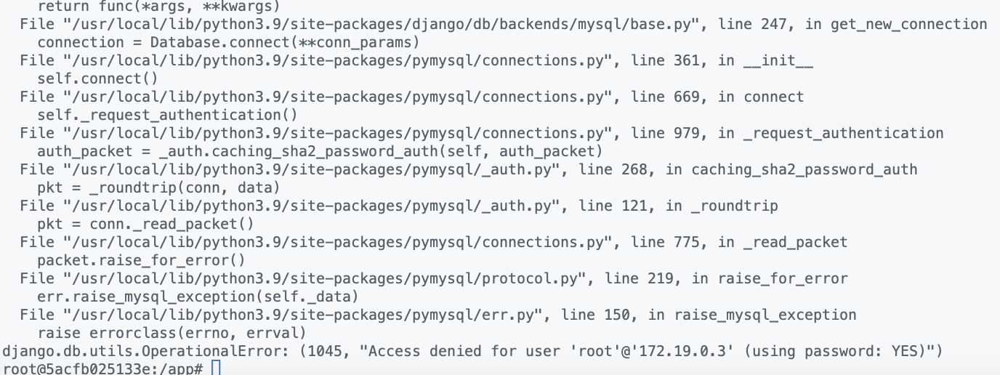 return func(*args, **kwargs)
  File "/usr/local/lib/python3.9/site-packages/django/db/backends/mysql/base.py", line 247, in get_new_connection
    connection = Database.connect(**conn_params)
  File "/usr/local/lib/python3.9/site-packages/pymysql/connections.py", line 361, in __init__
    self.connect()
  File "/usr/local/lib/python3.9/site-packages/pymysql/connections.py", line 669, in connect
    self._request_authentication()
  File "/usr/local/lib/python3.9/site-packages/pymysql/connections.py", line 979, in _request_authentication
    auth_packet = _auth.caching_sha2_password_auth(self, auth_packet)
  File "/usr/local/lib/python3.9/site-packages/pymysql/_auth.py", line 268, in caching_sha2_password_auth
    pkt = _roundtrip(conn, data)
  File "/usr/local/lib/python3.9/site-packages/pymysql/_auth.py", line 121, in _roundtrip
    pkt = conn._read_packet()
  File "/usr/local/lib/python3.9/site-packages/pymysql/connections.py", line 775, in _read_packet
    packet.raise_for_error()
  File "/usr/local/lib/python3.9/site-packages/pymysql/protocol.py", line 219, in raise_for_error
    err.raise_mysql_exception(self._data)
  File "/usr/local/lib/python3.9/site-packages/pymysql/err.py", line 150, in raise_mysql_exception
    raise errorclass(errno, errval)
django.db.utils.OperationalError: (1045, "Access denied for user 'root'@'172.19.0.3' (using password: YES)")
root@5acfb025133e:/app#